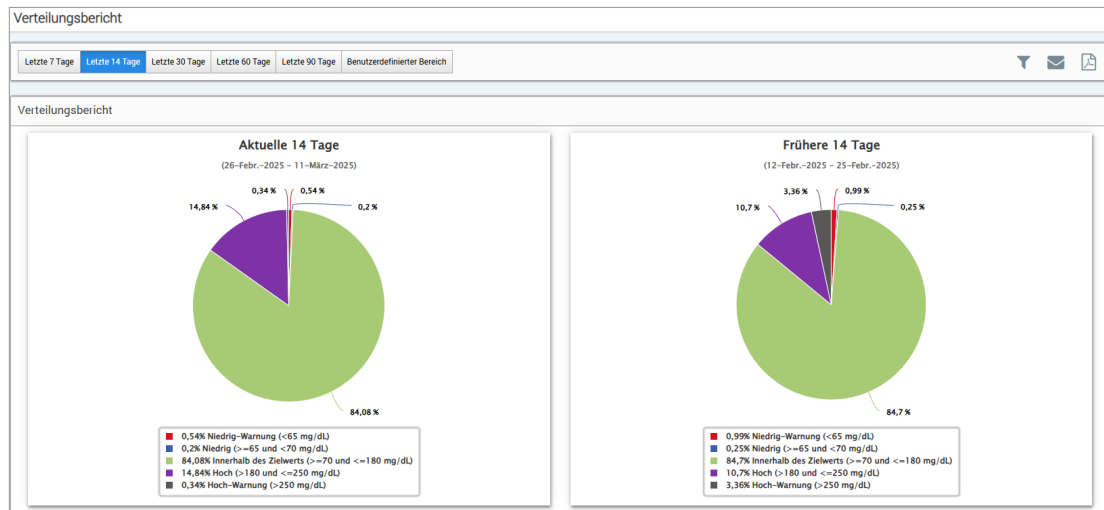 Verteilungsbericht
Letzte 7 Tage Letzte 14 Tage Letzte 30 Tage Letzte 60 Tage Letzte 90 Tage Benutzerdefinierter Bereich
Verteilungsbericht
Aktuelle 14 Tage
(26-Febr.-2025 – 11-März-2025)
0,34 % 0,54 %
14,84 % 0,2 %
84,08 %
0,54% Niedrig-Warnung (<65 mg/dL)
0,2% Niedrig (>=65 und <70 mg/dL)
84,08% Innerhalb des Zielwerts (>=70 und <=180 mg/dL)
14,84% Hoch (>180 und <=250 mg/dL)
0,34% Hoch-Warnung (>250 mg/dL)
Frühere 14 Tage
(12-Febr.-2025 – 25-Febr.-2025)
3,36 % 0,99 %
10,7 % 0,25 %
84,7 %
0,99% Niedrig-Warnung (<65 mg/dL)
0,25% Niedrig (>=65 und <70 mg/dL)
84,7% Innerhalb des Zielwerts (>=70 und <=180 mg/dL)
10,7% Hoch (>180 und <=250 mg/dL)
3,36% Hoch-Warnung (>250 mg/dL)